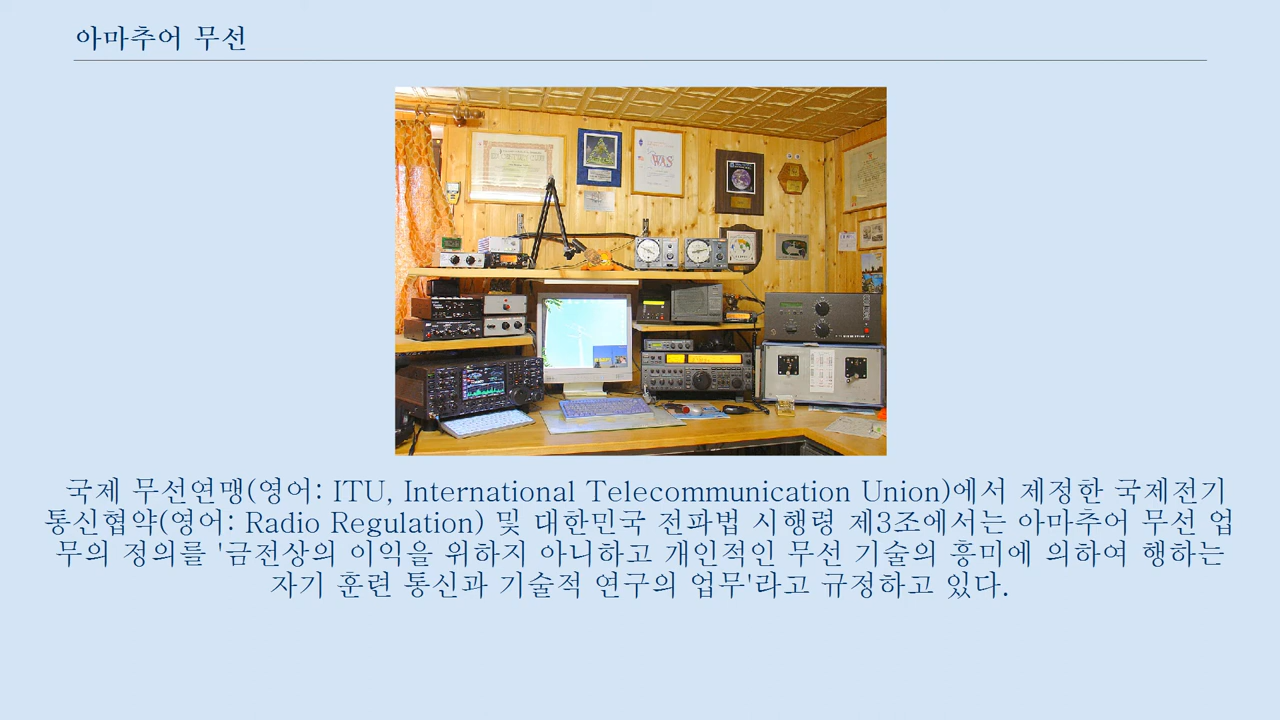 아마추어 무선
WAS
국제 무선연맹(영어: ITU, International Telecommunication Union)에서 제정한 국제전기
통신협약(영어: Radio Regulation) 및 대한민국 전파법 시행령 제3조에서는 아마추어 무선 업
무의 정의를 '금전상의 이익을 위하지 아니하고 개인적인 무선 기술의 흥미에 의하여 행하는
자기 훈련 통신과 기술적 연구의 업무'라고 규정하고 있다.